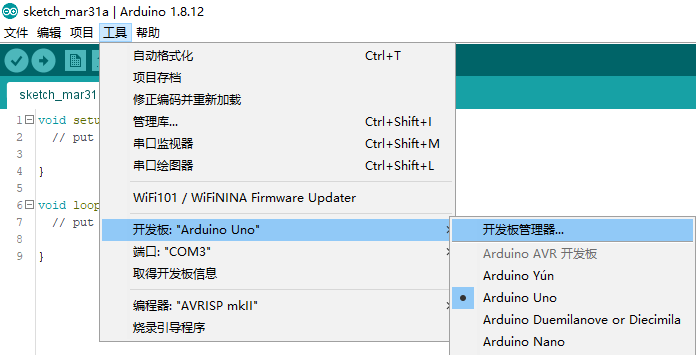 sketch_mar31a | Arduino 1.8.12
文件 编辑 项目 工具 帮助
自动格式化 Ctrl+T
项目存档
修正编码并重新加载
管理库... Ctrl+Shift+I
串口监视器 Ctrl+Shift+M
串口绘图器 Ctrl+Shift+L
WiFi101 / WiFiNINA Firmware Updater
开发板: "Arduino Uno"
端口: "COM3"
取得开发板信息
编程器: "AVRISP mkII"
烧录引导程序
开发板管理器...
Arduino AVR 开发板
Arduino Yún
Arduino Uno
Arduino Duemilanove or Diecimila
Arduino Nano
sketch_mar31
1 void setu
2 // put
3
4 }
5
6 void loop
7 // put
8
9 }